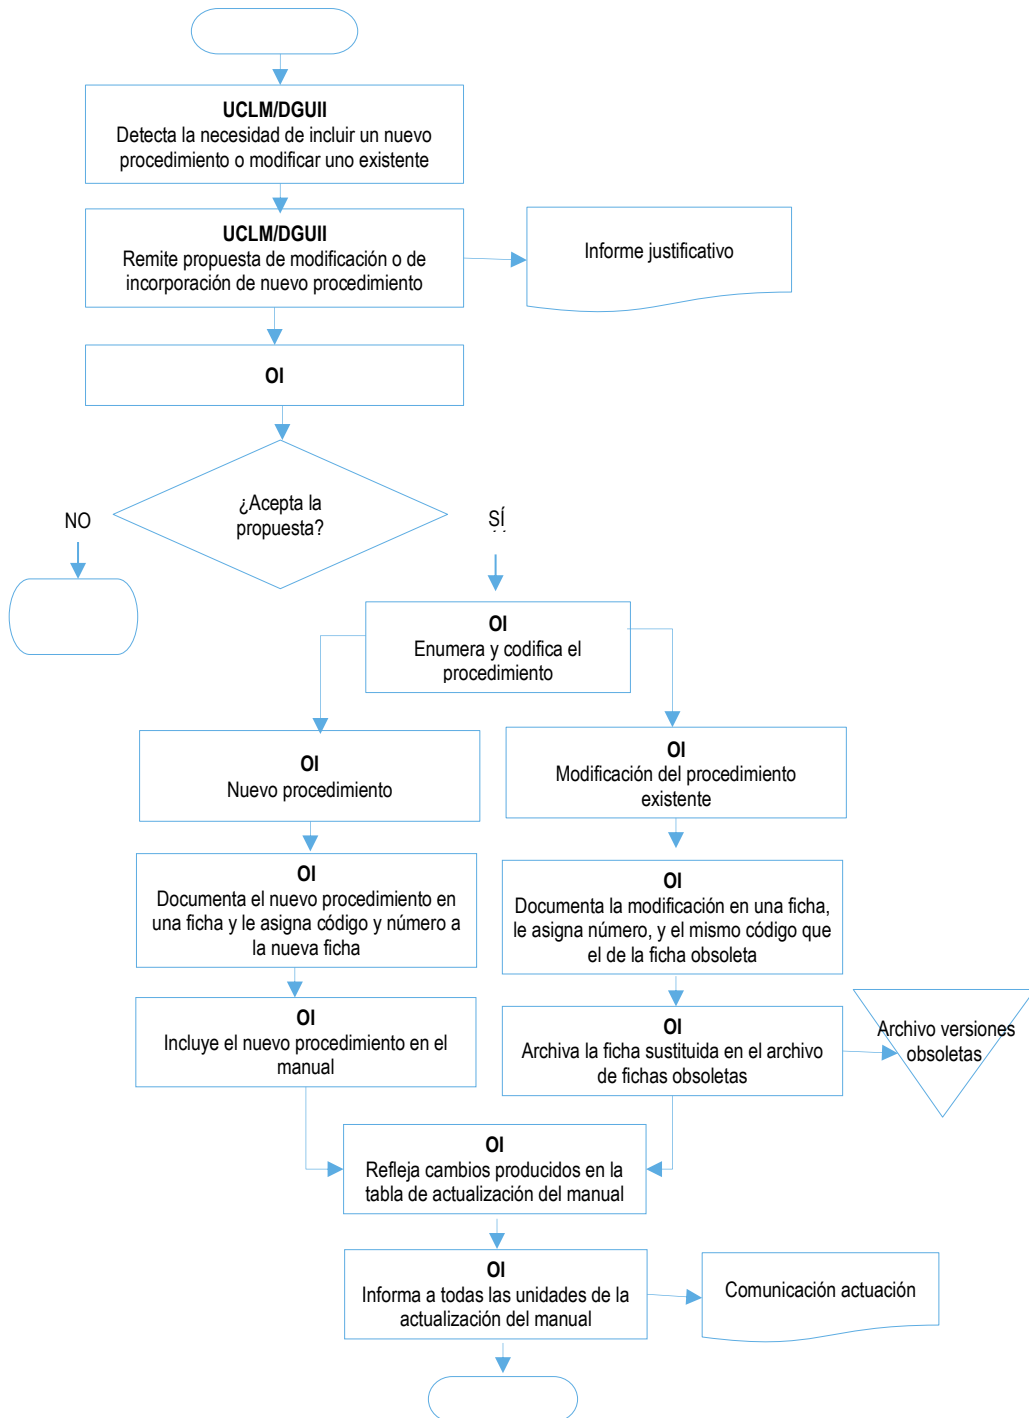 UCLM/DGUII
Detecta la necesidad de incluir un nuevo
procedimiento o modificar uno existente
UCLM/DGUII
Remite propuesta de modificación o de
incorporación de nuevo procedimiento
Informe justificativo
OI
¿Acepta la
propuesta?
NO
SÍ
OI
Enumera y codifica el
procedimiento
OI
Nuevo procedimiento
OI
Modificación del procedimiento
existente
OI
Documenta el nuevo procedimiento en
una ficha y le asigna código y número a
la nueva ficha
OI
Documenta la modificación en una ficha,
le asigna número, y el mismo código que
el de la ficha obsoleta
OI
Incluye el nuevo procedimiento en el
manual
OI
Archiva la ficha sustituida en el archivo
de fichas obsoletas
Archivo versiones
obsoletas
OI
Refleja cambios producidos en la
tabla de actualización del manual
OI
Informa a todas las unidades de la
actualización del manual
Comunicación actuación